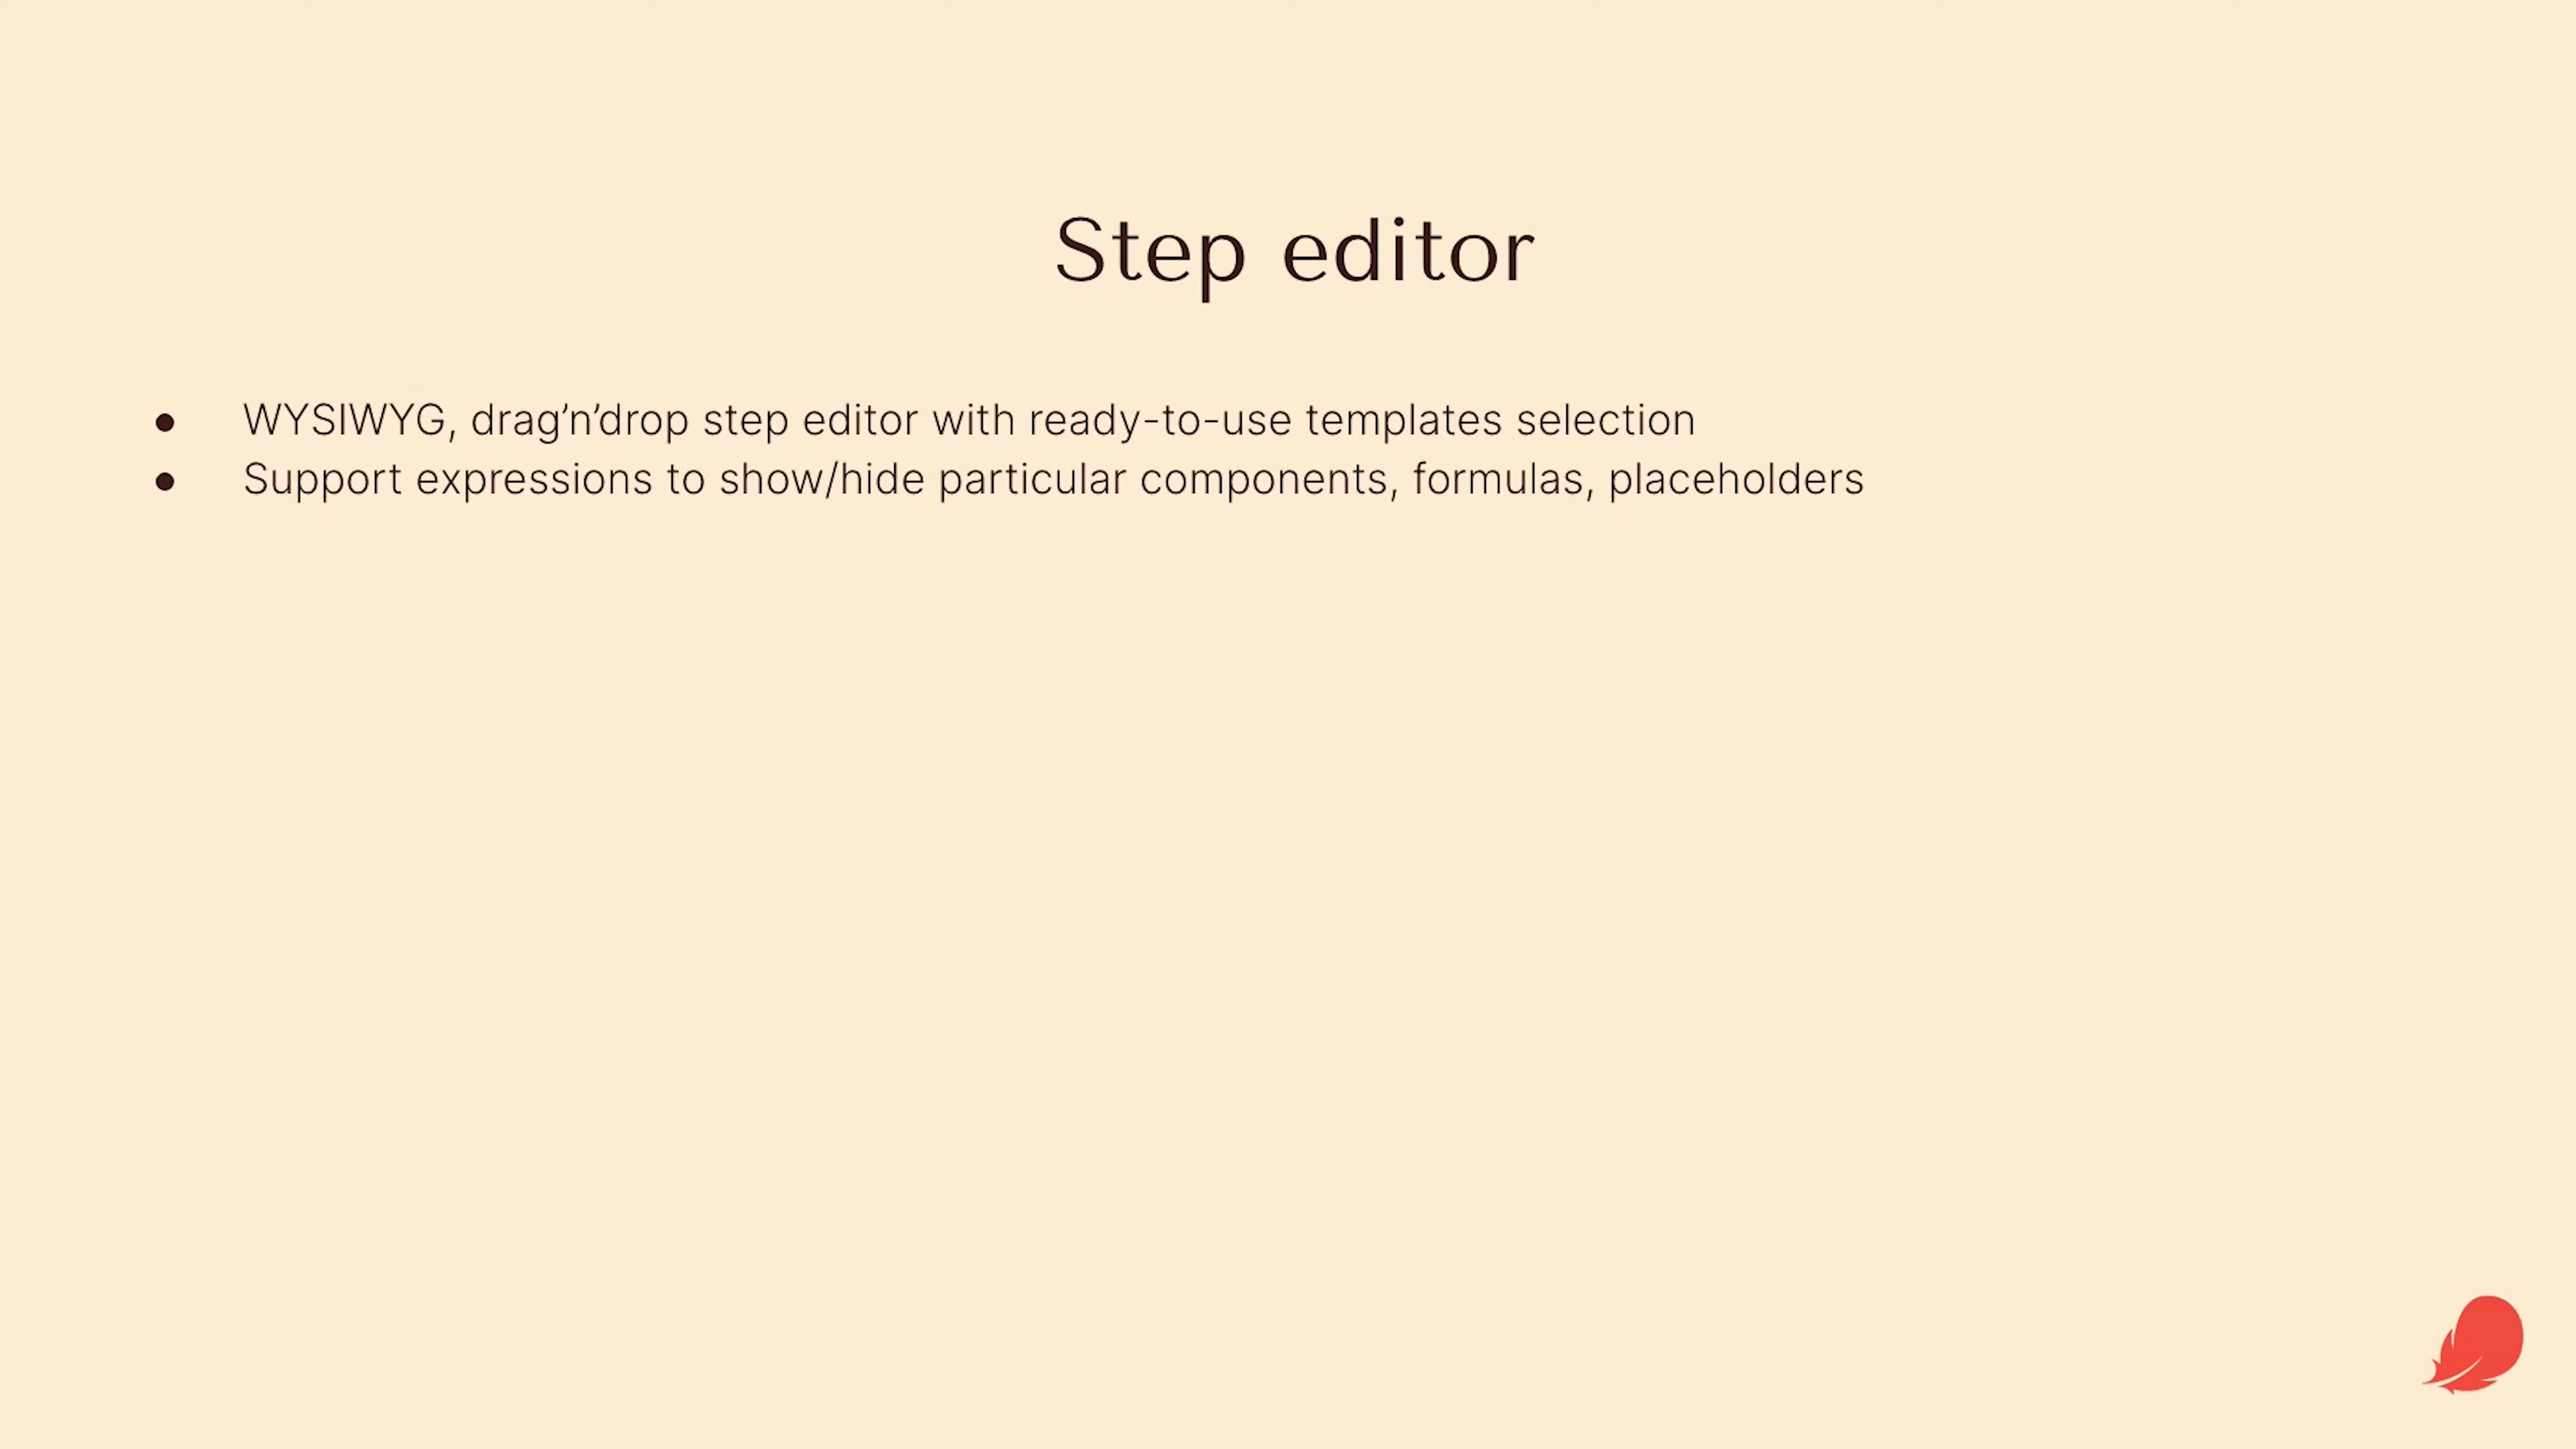 Step editor
● WYSIWYG, drag’n’drop step editor with ready-to-use templates selection
● Support expressions to show/hide particular components, formulas, placeholders